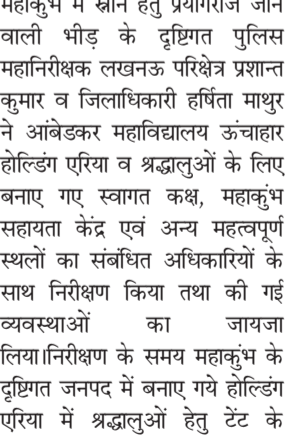 महाकुंभ में स्नान हेतु प्रयागराज जाने
वाली भीड़ के दृष्टिगत पुलिस
महानिरीक्षक लखनऊ परिक्षेत्र प्रशान्त
कुमार व जिलाधिकारी हर्षिता माथुर
ने आंबेडकर महाविद्यालय ऊंचाहार
होल्डिंग एरिया व श्रद्धालुओं के लिए
बनाए गए स्वागत कक्ष, महाकुंभ
सहायता केंद्र एवं अन्य महत्वपूर्ण
स्थलों का संबंधित अधिकारियों के
साथ निरीक्षण किया तथा की गई
व्यवस्थाओं का जायजा
लिया।निरीक्षण के समय महाकुंभ के
दृष्टिगत जनपद में बनाए गये होल्डिंग
एरिया में श्रद्धालुओं हेतु टेंट के